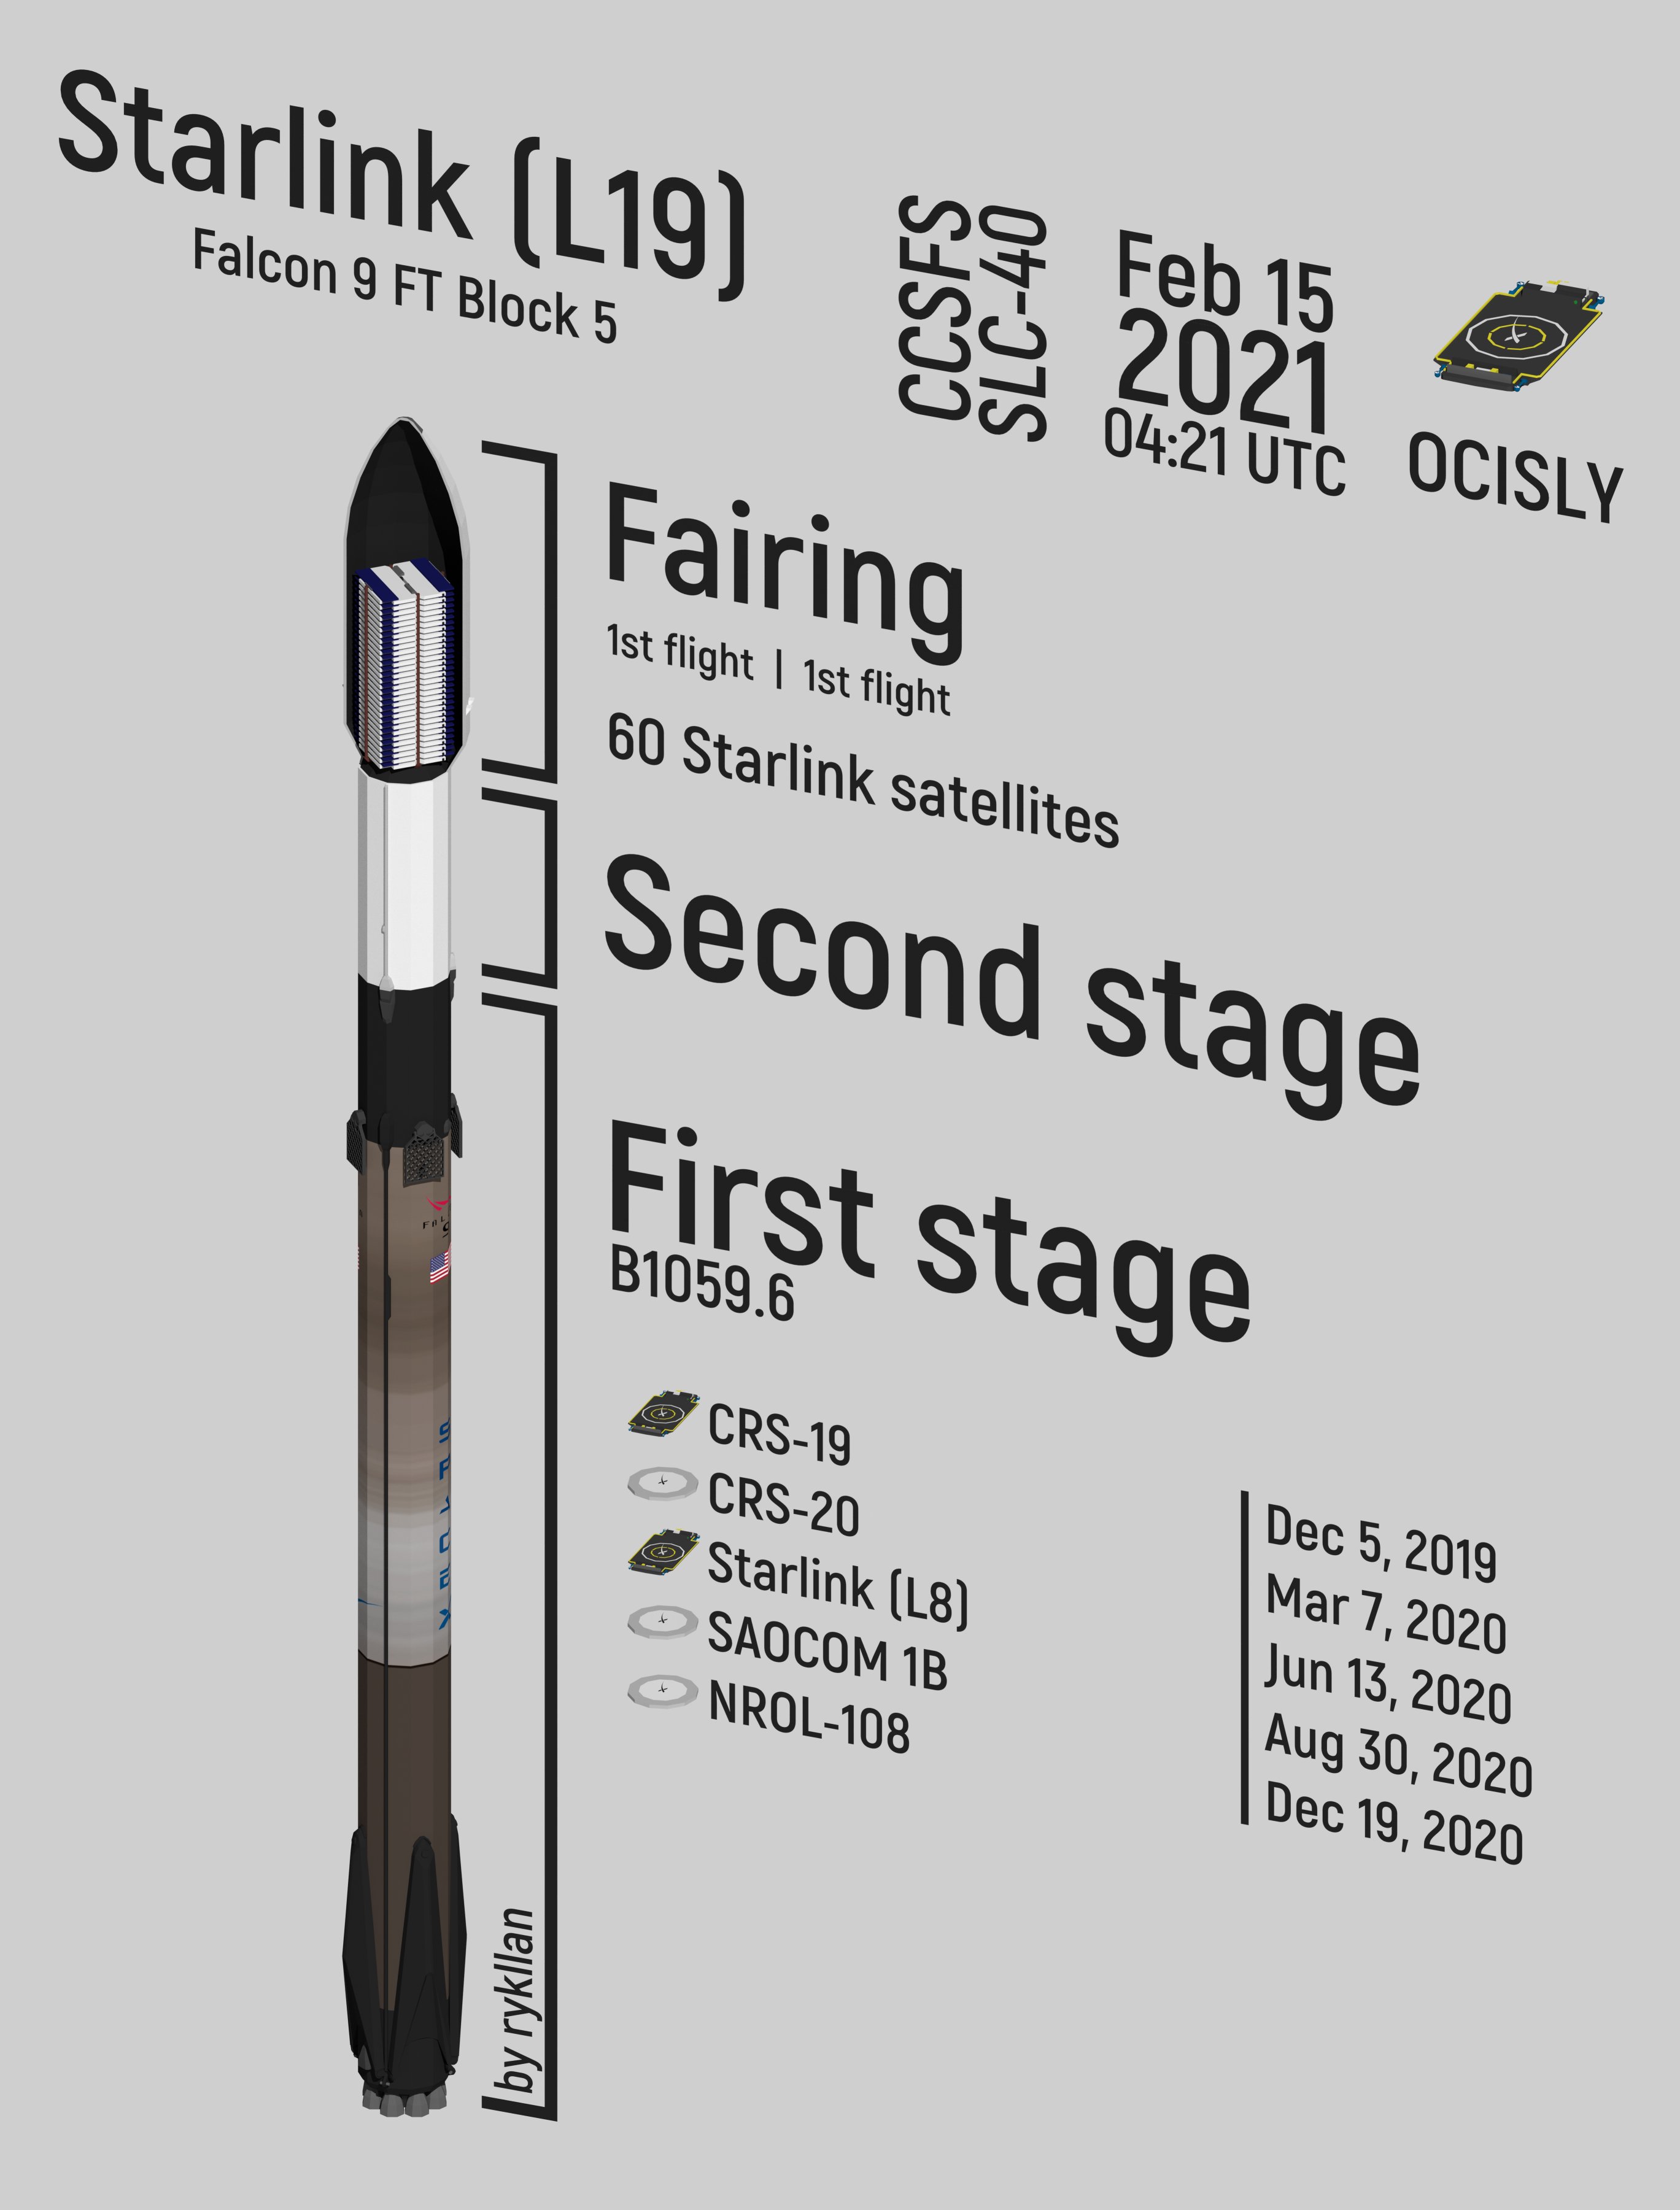 Starlink (L19)
Falcon 9 FT Block 5
CCSFS
SLC-40
Feb 15
2021
04:21 UTC
OCISLY
Fairing
1st flight | 1st flight
60 Starlink satellites
Second stage
First stage
B1059.6
CRS-19
CRS-20
Starlink (L8)
SAOCOM 1B
NROL-108
Dec 5, 2019
Mar 7, 2020
Jun 13, 2020
Aug 30, 2020
Dec 19, 2020
by rykllan